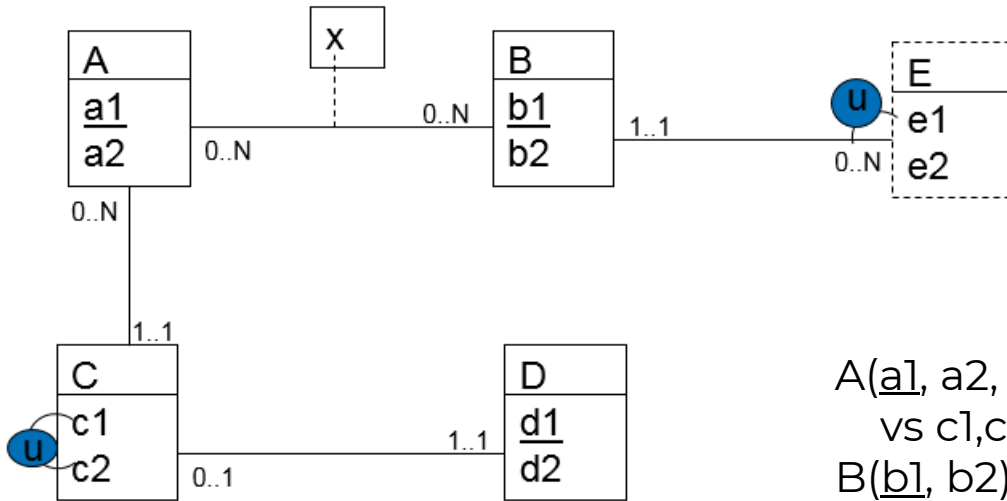 x
A
a1
a2
0..N
0..N
B
b1
b2
1..1
u
0..N
E
e1
e2
0..N
1..1
C
c1
c2
u
0..1
1..1
D
d1
d2
A(a1, a2,
vs c1,c
B(b1, b2)